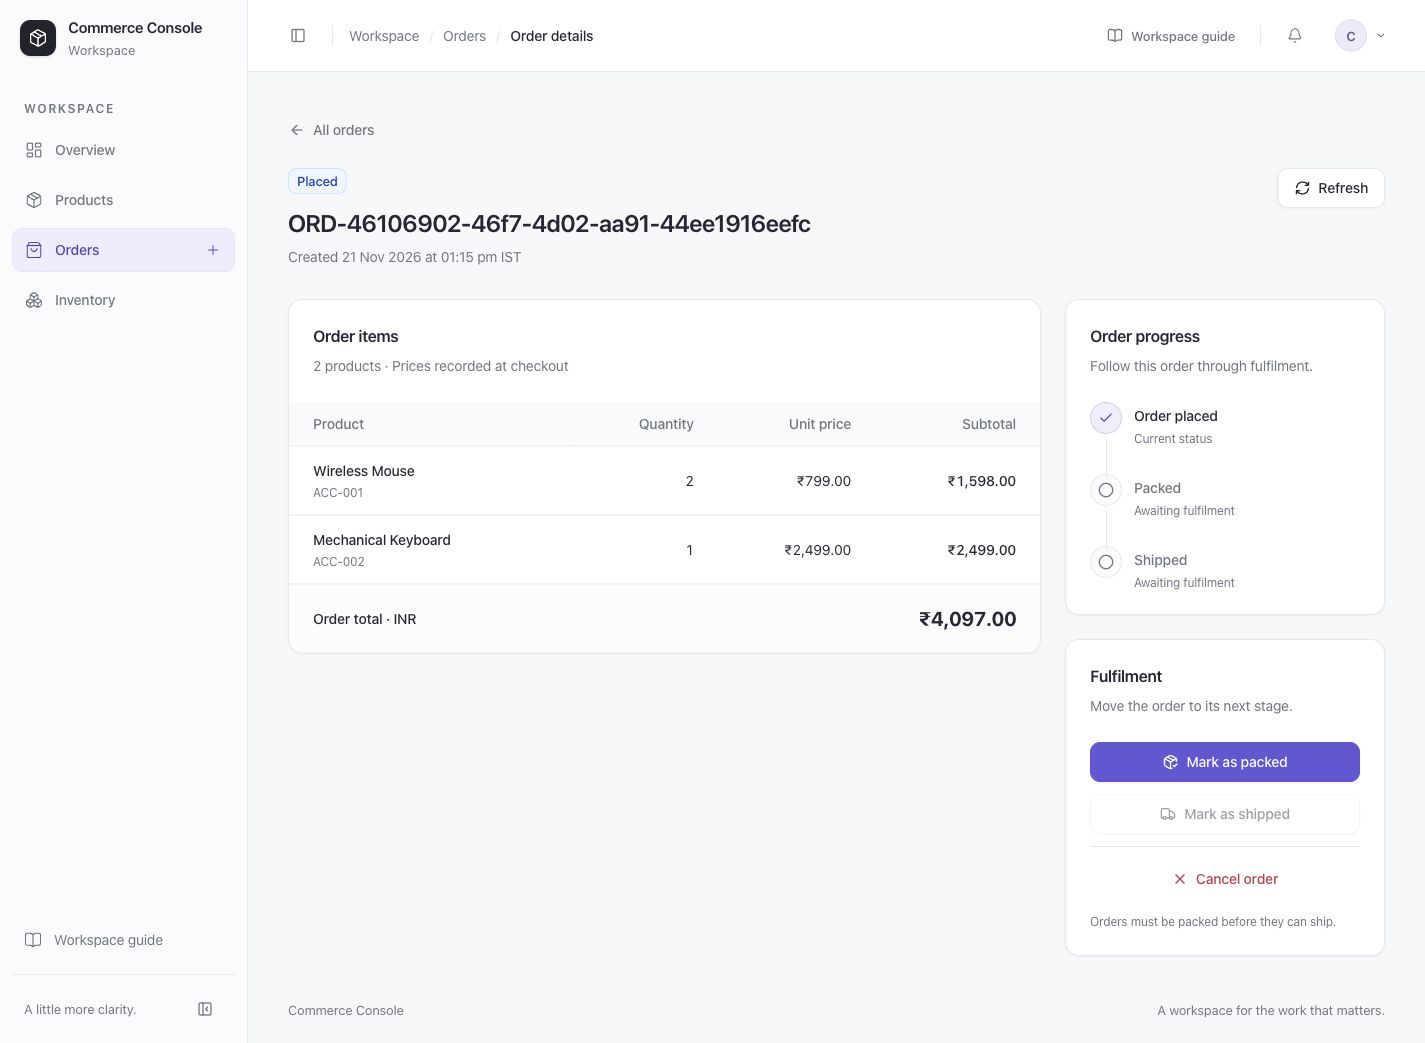 Commerce Console
Workspace
WORKSPACE
Overview
Products
Orders
Inventory
Workspace guide
A little more clarity.
Workspace / Orders / Order details
Workspace guide
C
All orders
Placed
Refresh
ORD-46106902-46f7-4d02-aa91-44ee1916eefc
Created 21 Nov 2026 at 01:15 pm IST
Order items
2 products · Prices recorded at checkout
Product Quantity Unit price Subtotal
Wireless Mouse
ACC-001
2 ₹799.00 ₹1,598.00
Mechanical Keyboard
ACC-002
1 ₹2,499.00 ₹2,499.00
Order total · INR ₹4,097.00
Order progress
Follow this order through fulfilment.
Order placed
Current status
Packed
Awaiting fulfilment
Shipped
Awaiting fulfilment
Fulfilment
Move the order to its next stage.
Mark as packed
Mark as shipped
Cancel order
Orders must be packed before they can ship.
Commerce Console
A workspace for the work that matters.